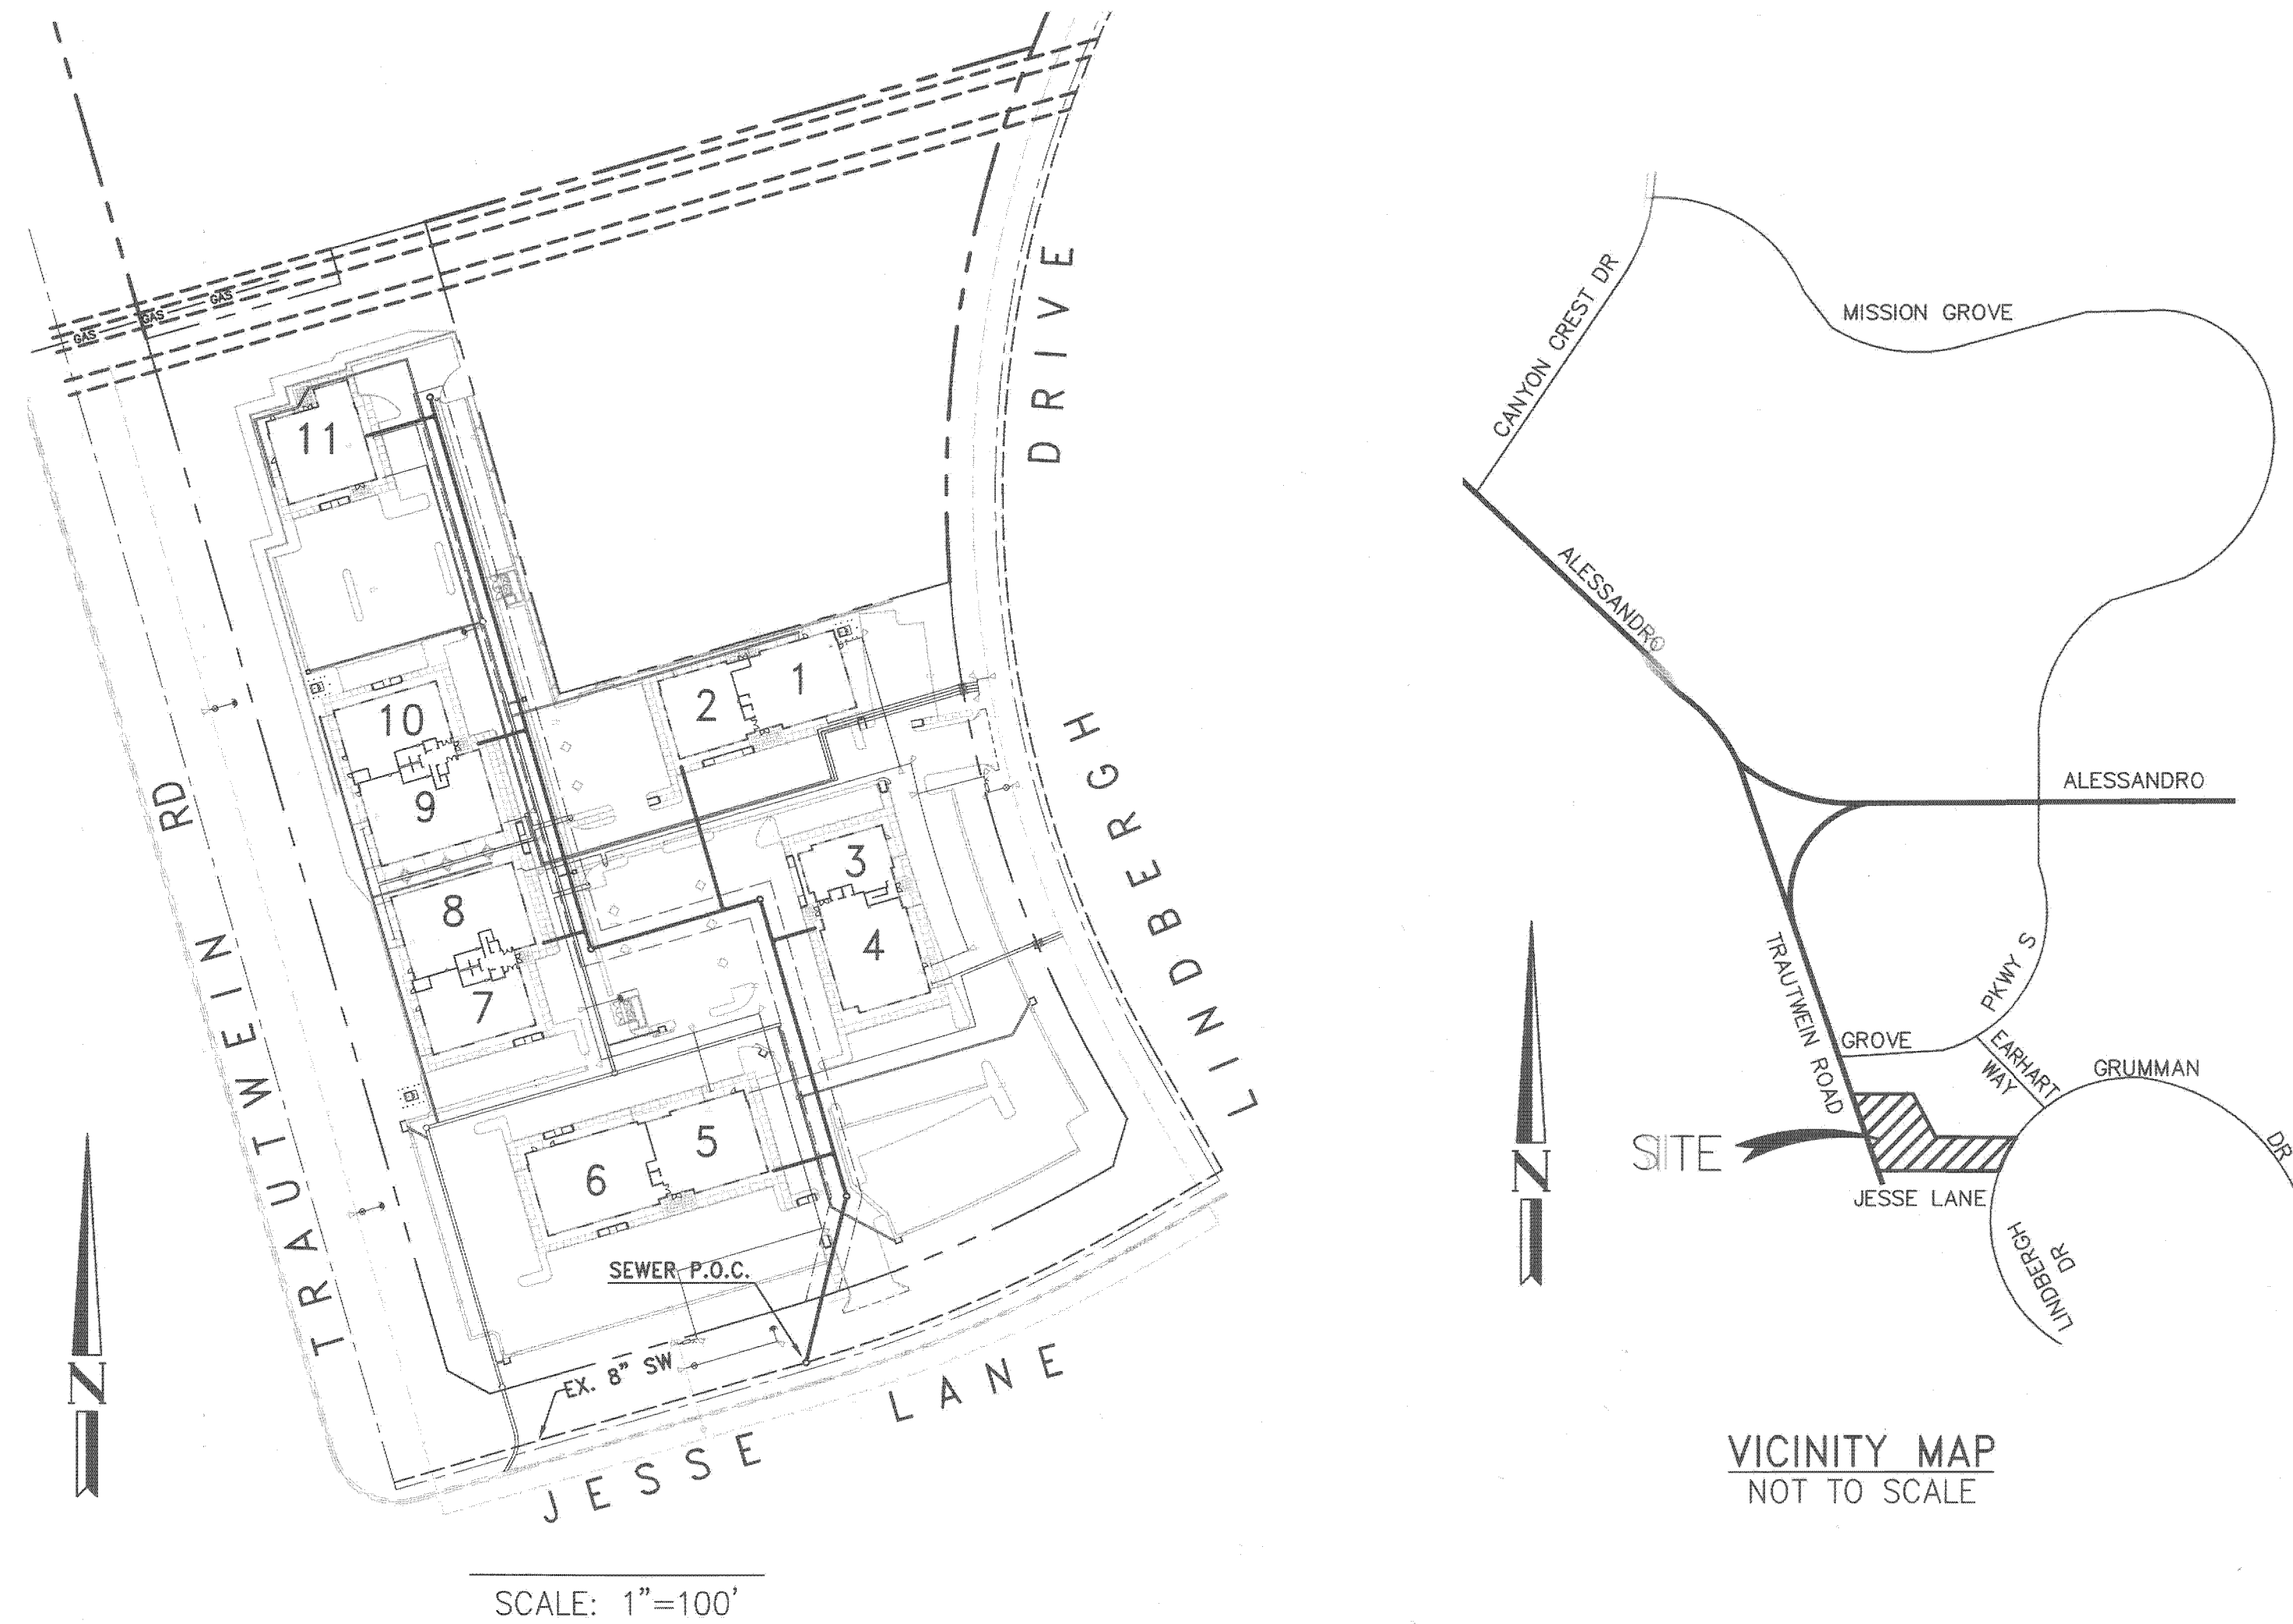 GAS
GAS
GAS
11
10
9
8
7
6
5
4
3
2
1
TRAUTWEIN RD
LINDBERGH DRIVE
JESSE LANE
SEWER P.O.C.
EX. 8" SW
N
SCALE: 1"=100'
CANYON CREST DR
MISSION GROVE
ALESSANDRO
ALESSANDRO
TRAUTWEIN ROAD
PKWY S
GROVE
EARHART
WAY
GRUMMAN
DR
SITE
JESSE LANE
LINDBERGH
DR
N
VICINITY MAP
NOT TO SCALE